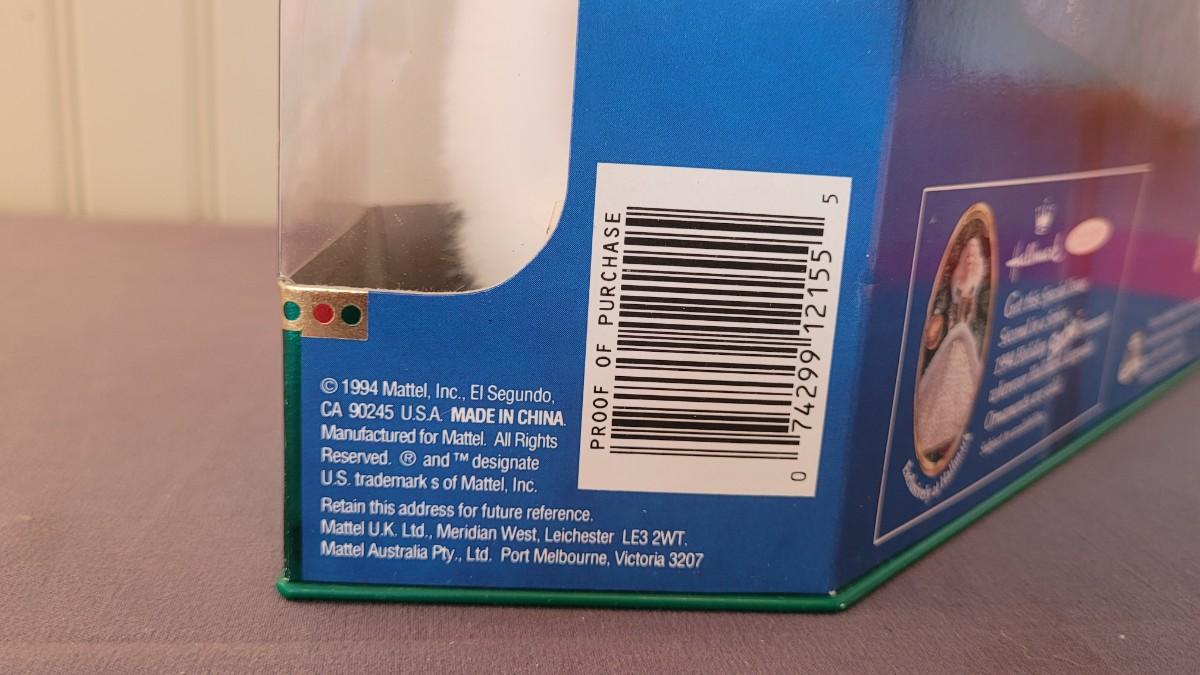 © 1994 Mattel, Inc., El Segundo,
CA 90245 U.S.A. MADE IN CHINA.
Manufactured for Mattel. All Rights
Reserved. ® and ™ designate
U.S. trademark s of Mattel, Inc.
Retain this address for future reference.
Mattel U.K. Ltd., Meridian West, Leichester LE3 2WT.
Mattel Australia Pty., Ltd. Port Melbourne, Victoria 3207
PROOF OF PURCHASE
0 74299 12155 5
Hallmark